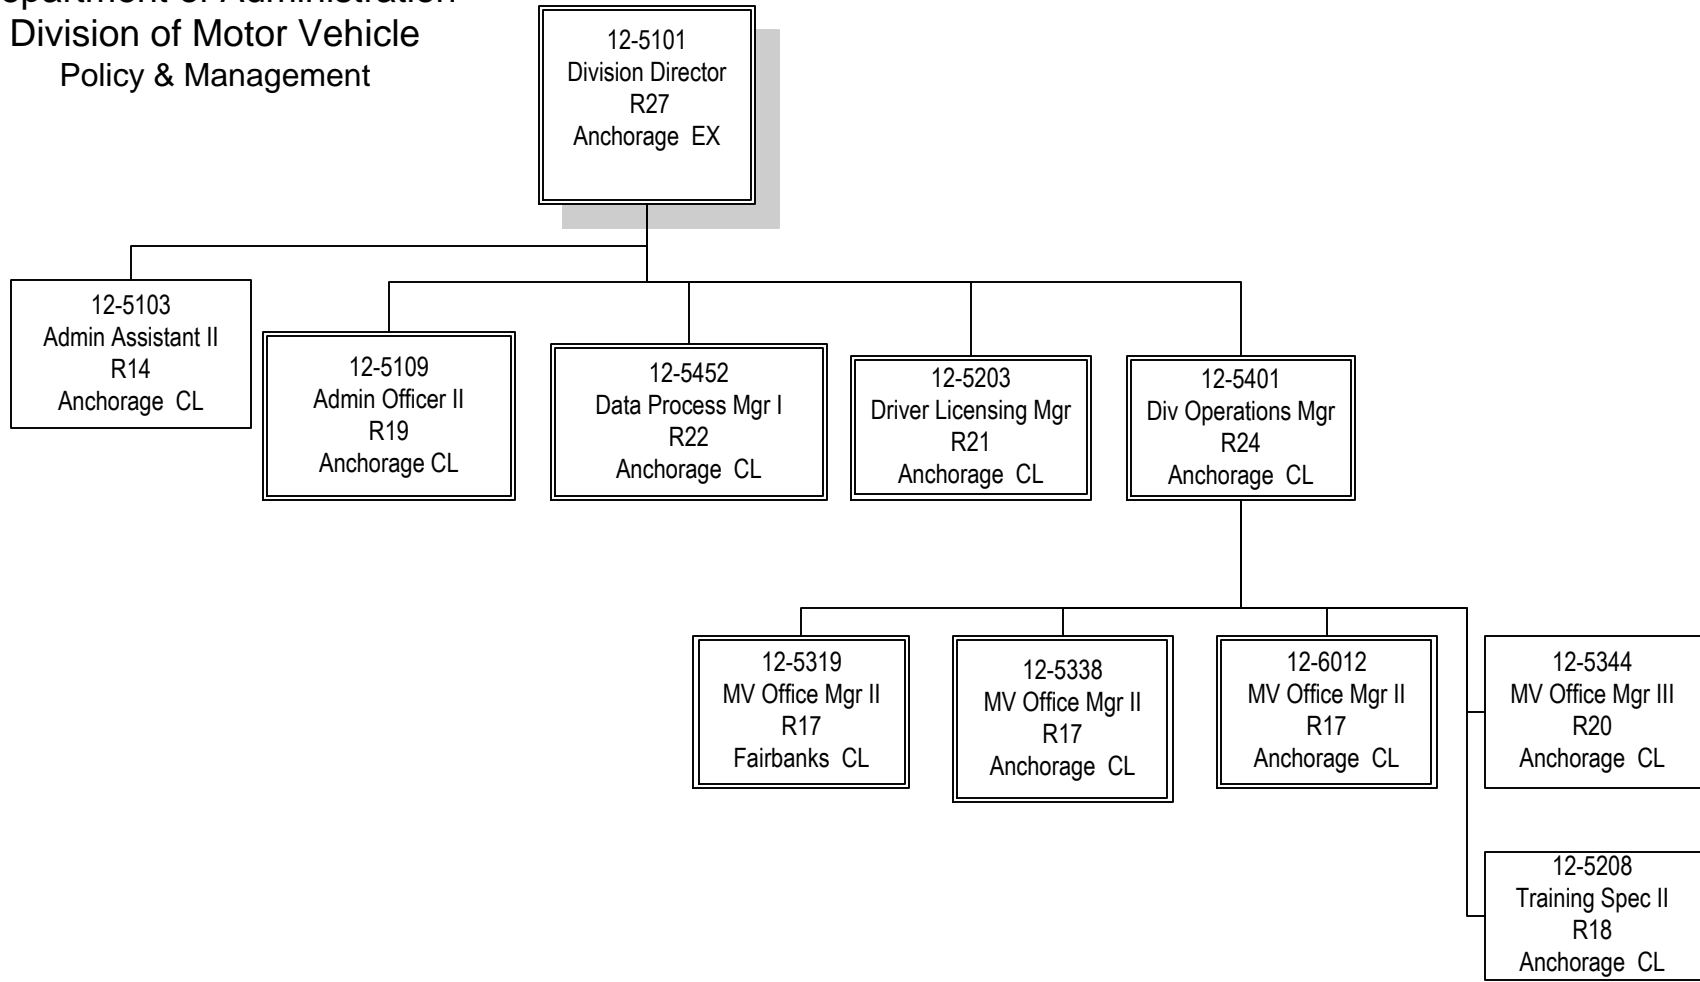 of Administration
Division of Motor Vehicle
Policy & Management
12-5101
Division Director
R27
Anchorage EX
12-5103
Admin Assistant II
R14
Anchorage CL
12-5109
Admin Officer II
R19
Anchorage CL
12-5452
Data Process Mgr I
R22
Anchorage CL
12-5203
Driver Licensing Mgr
R21
Anchorage CL
12-5401
Div Operations Mgr
R24
Anchorage CL
12-5319
MV Office Mgr II
R17
Fairbanks CL
12-5338
MV Office Mgr II
R17
Anchorage CL
12-6012
MV Office Mgr II
R17
Anchorage CL
12-5344
MV Office Mgr III
R20
Anchorage CL
12-5208
Training Spec II
R18
Anchorage CL